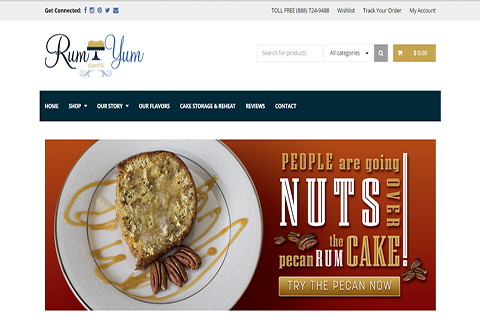 Get Connected:
TOLL FREE (888) 724-9488 Wishlist Track Your Order My Account
Rum Yum
CAKES
Search for products All categories $ 0.00
HOME SHOP OUR STORY OUR FLAVORS CAKE STORAGE & REHEAT REVIEWS CONTACT
PEOPLE are going
NUTS OVER
the
pecan RUM CAKE!
TRY THE PECAN NOW